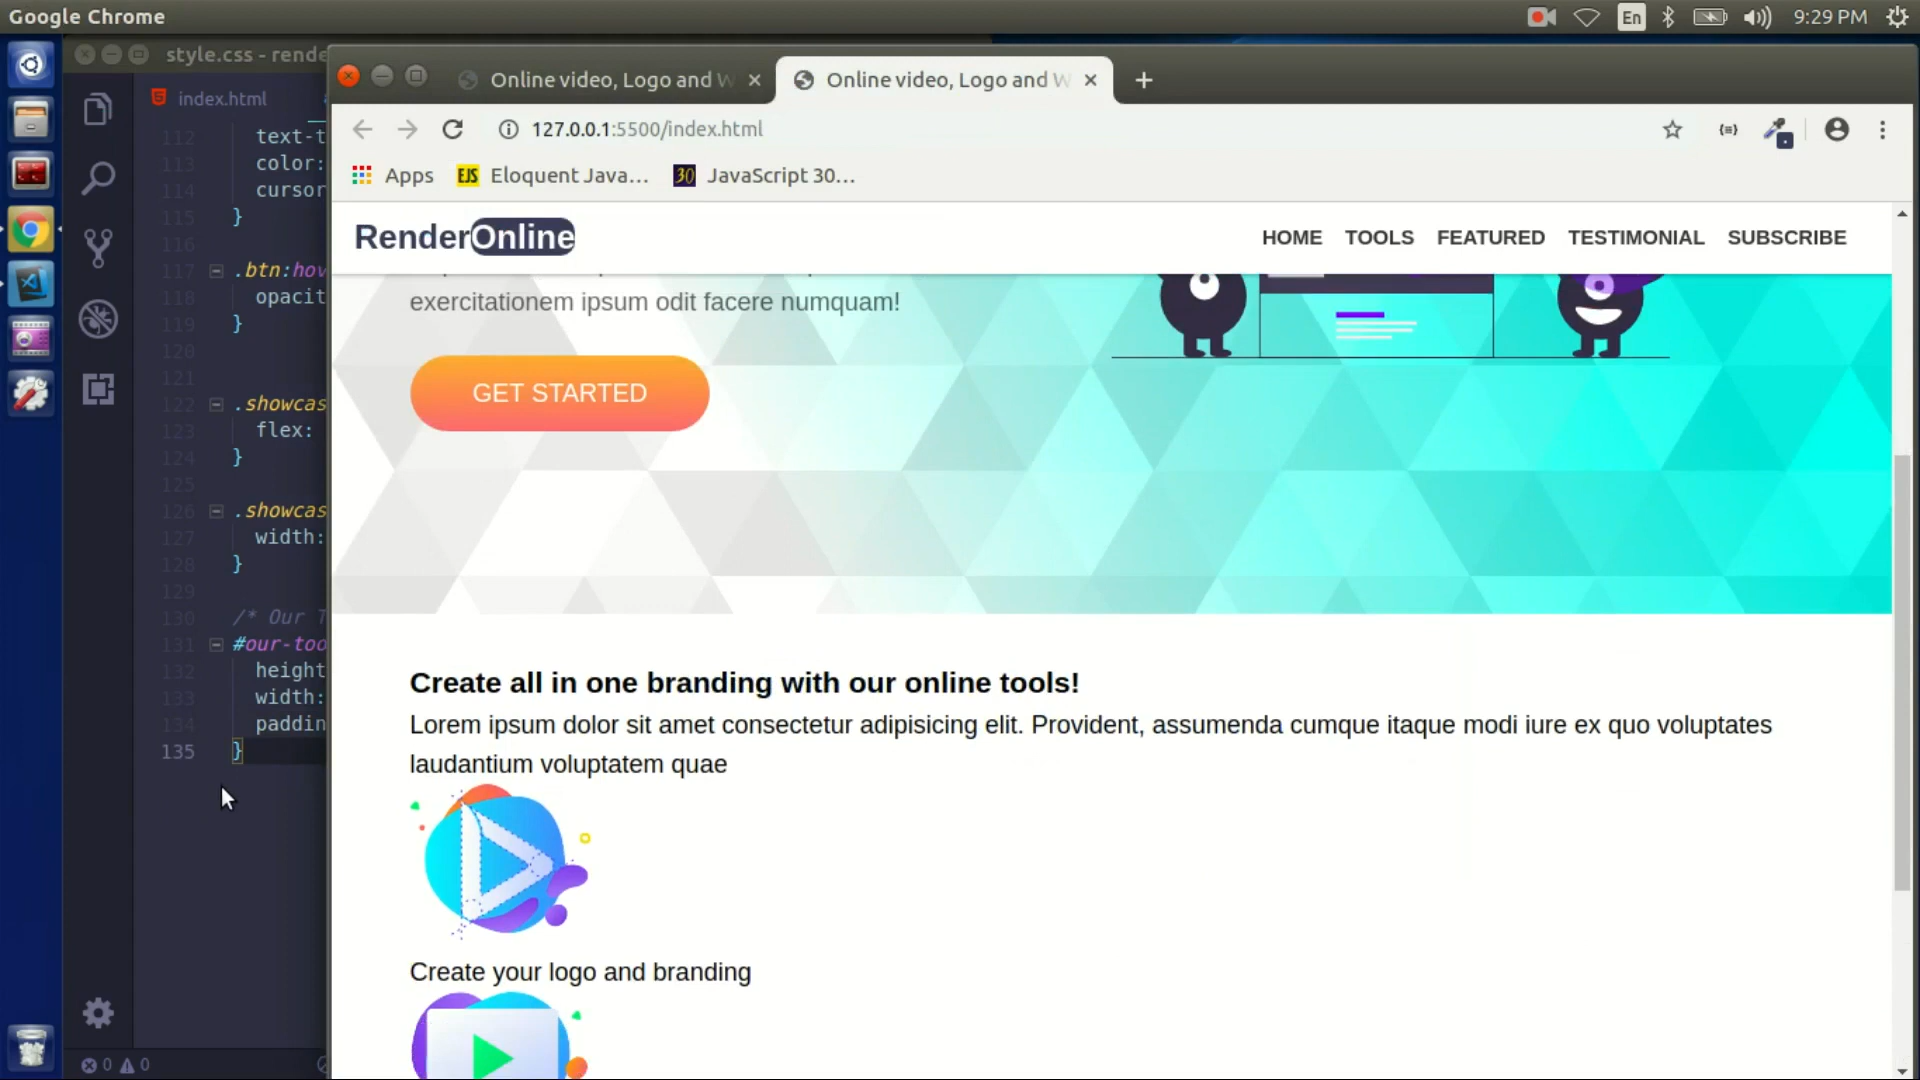 Google Chrome
En
9:29 PM
style.css - rende
Online video, Logo and W
Online video, Logo and W
index.html
127.0.0.1:5500/index.html
Apps
EJS Eloquent Java...
30 JavaScript 30...
112 text-t
113 color:
114 cursor
115 }
116
117 .btn:hov
118 opacit
119 }
120
121
122 .showcas
123 flex:
124 }
125
126 .showcas
127 width:
128 }
129
130 /* Our T
131 #our-too
132 height
133 width:
134 paddin
135 }
0 0
RenderOnline
HOME
TOOLS
FEATURED
TESTIMONIAL
SUBSCRIBE
exercitationem ipsum odit facere numquam!
GET STARTED
Create all in one branding with our online tools!
Lorem ipsum dolor sit amet consectetur adipisicing elit. Provident, assumenda cumque itaque modi iure ex quo voluptates
laudantium voluptatem quae
Create your logo and branding